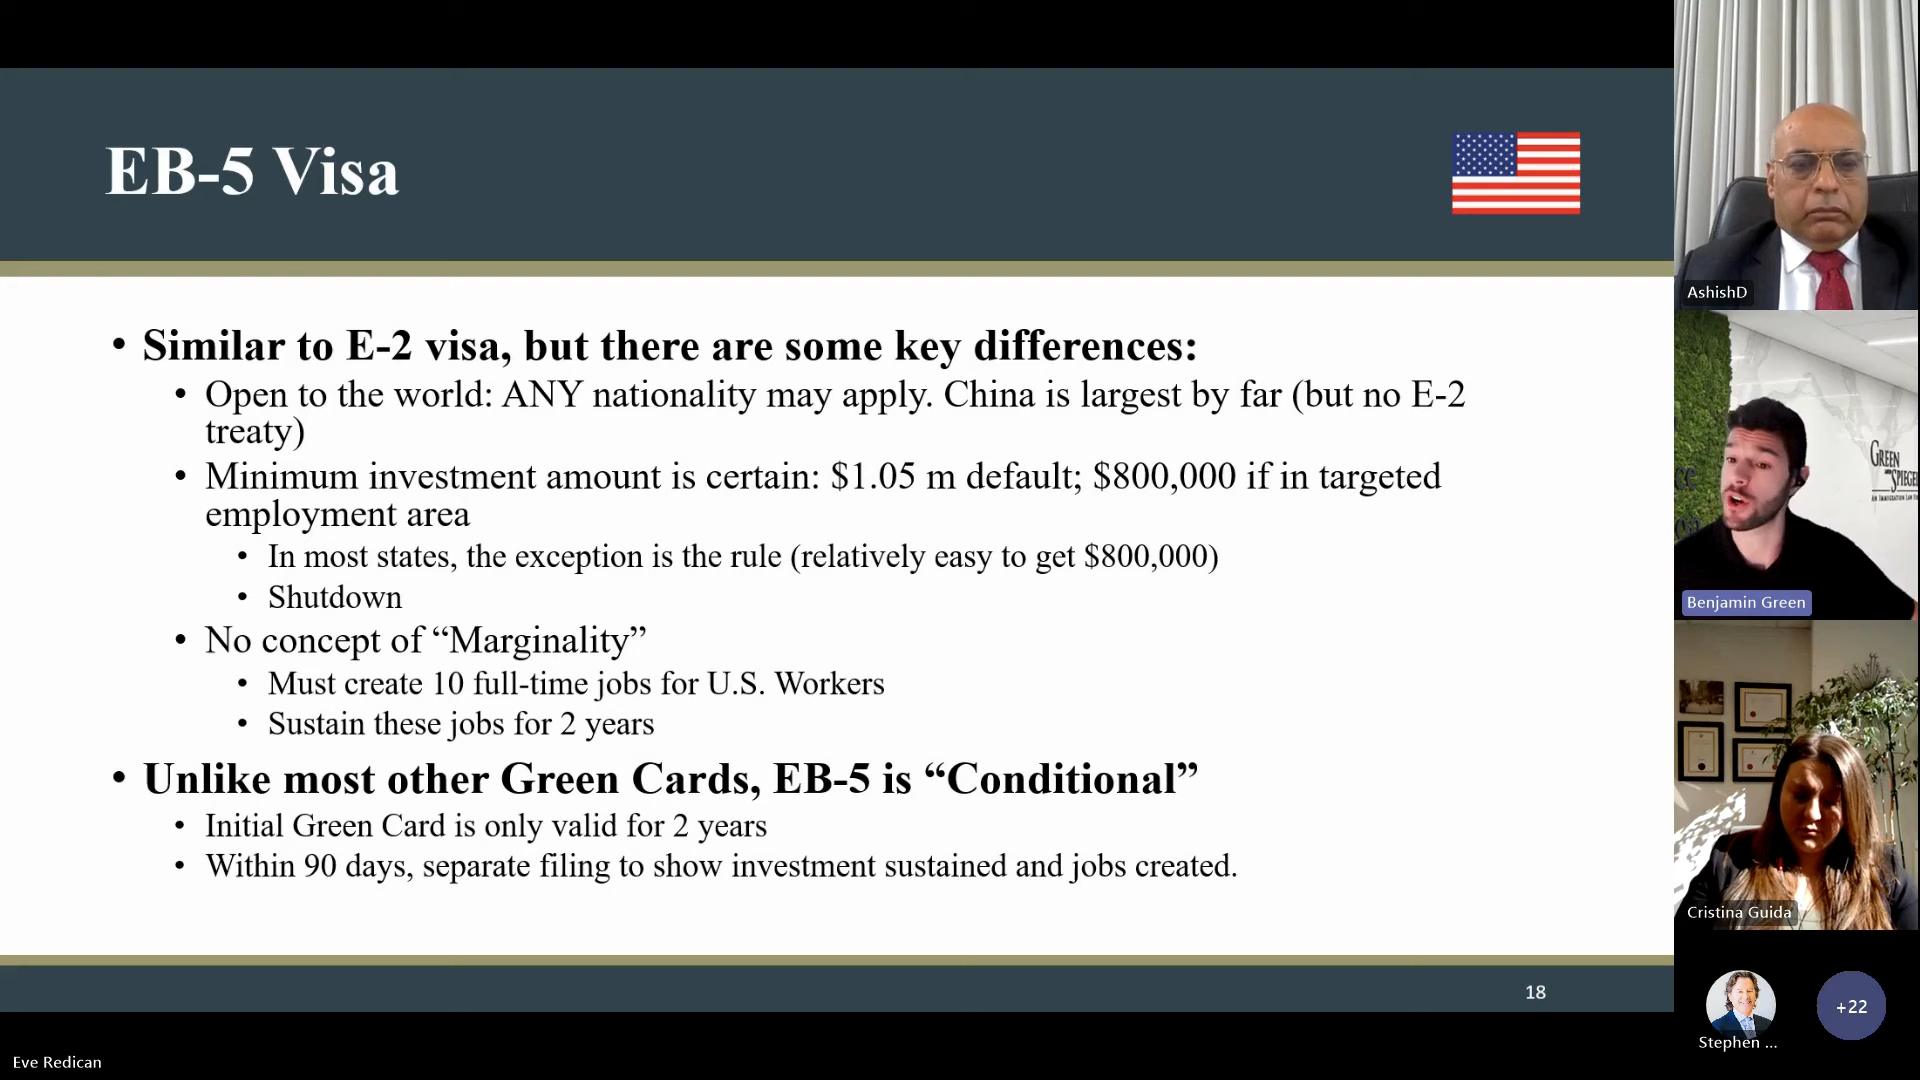 EB-5 Visa
• Similar to E-2 visa, but there are some key differences:
• Open to the world: ANY nationality may apply. China is largest by far (but no E-2
treaty)
• Minimum investment amount is certain: $1.05 m default; $800,000 if in targeted
employment area
• In most states, the exception is the rule (relatively easy to get $800,000)
• Shutdown
• No concept of “Marginality”
• Must create 10 full-time jobs for U.S. Workers
• Sustain these jobs for 2 years
• Unlike most other Green Cards, EB-5 is “Conditional”
• Initial Green Card is only valid for 2 years
• Within 90 days, separate filing to show investment sustained and jobs created.
18
Eve Redican
AshishD
GREEN
AND
SPIEGE
Benjamin Green
Cristina Guida
Stephen ...
+22